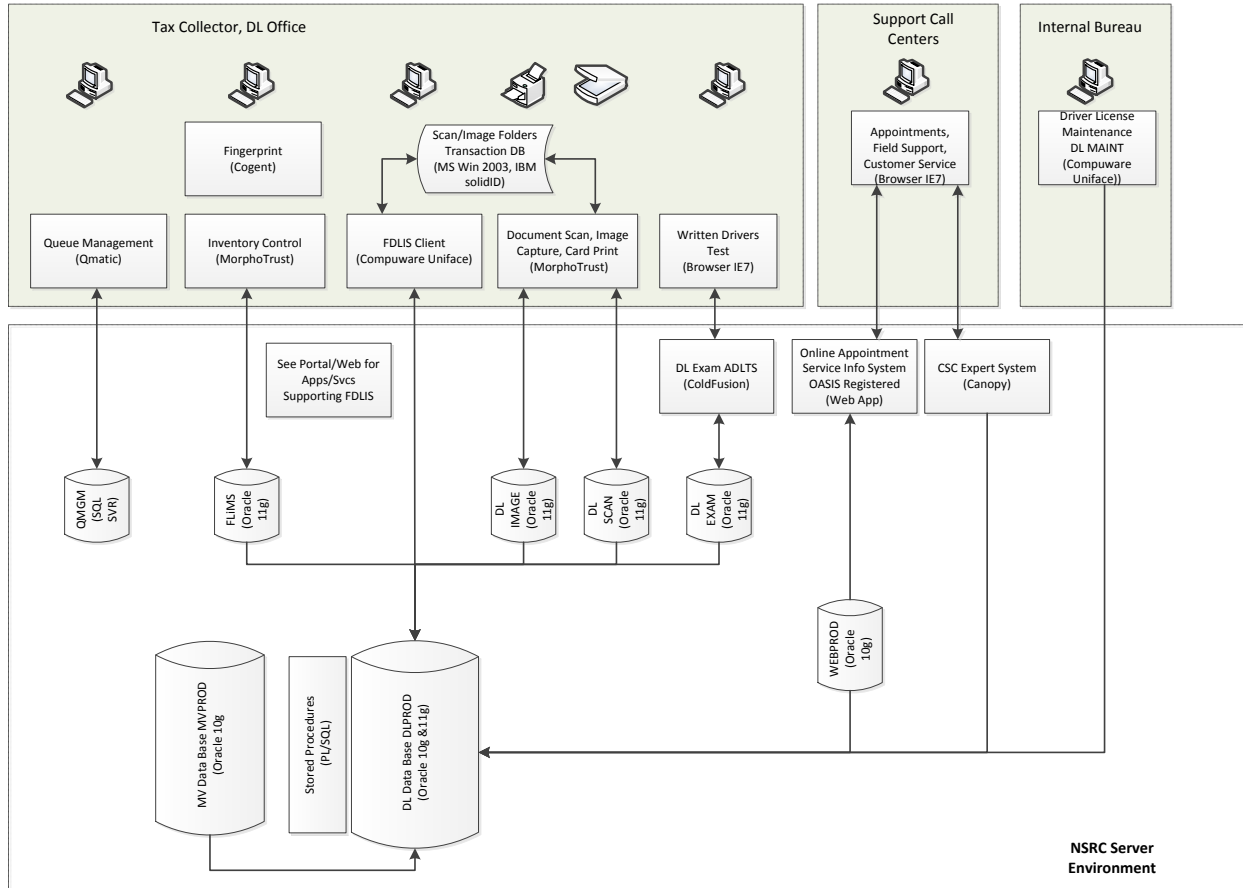 Tax Collector, DL Office
Support Call
Centers
Internal Bureau
Fingerprint
(Cogent)
Scan/Image Folders
Transaction DB
(MS Win 2003, IBM
solidID)
Appointments,
Field Support,
Customer Service
(Browser IE7)
Driver License
Maintenance
DL MAINT
(Compuware
Uniface))
Queue Management
(Qmatic)
Inventory Control
(MorphoTrust)
FDLIS Client
(Compuware Uniface)
Document Scan, Image
Capture, Card Print
(MorphoTrust)
Written Drivers
Test
(Browser IE7)
See Portal/Web for
Apps/Svcs
Supporting FDLIS
DL Exam ADLTS
(ColdFusion)
Online Appointment
Service Info System
OASIS Registered
(Web App)
CSC Expert System
(Canopy)
QMGM
(SQL
SVR)
FLiMS
(Oracle
11g)
DL
IMAGE
(Oracle
11g)
DL
SCAN
(Oracle
11g)
DL
EXAM
(Oracle
11g)
WEBPROD
(Oracle
10g)
MV Data Base MVPROD
(Oracle 10g
Stored Procedures
(PL/SQL)
DL Data Base DLPROD
(Oracle 10g &11g)
NSRC Server
Environment